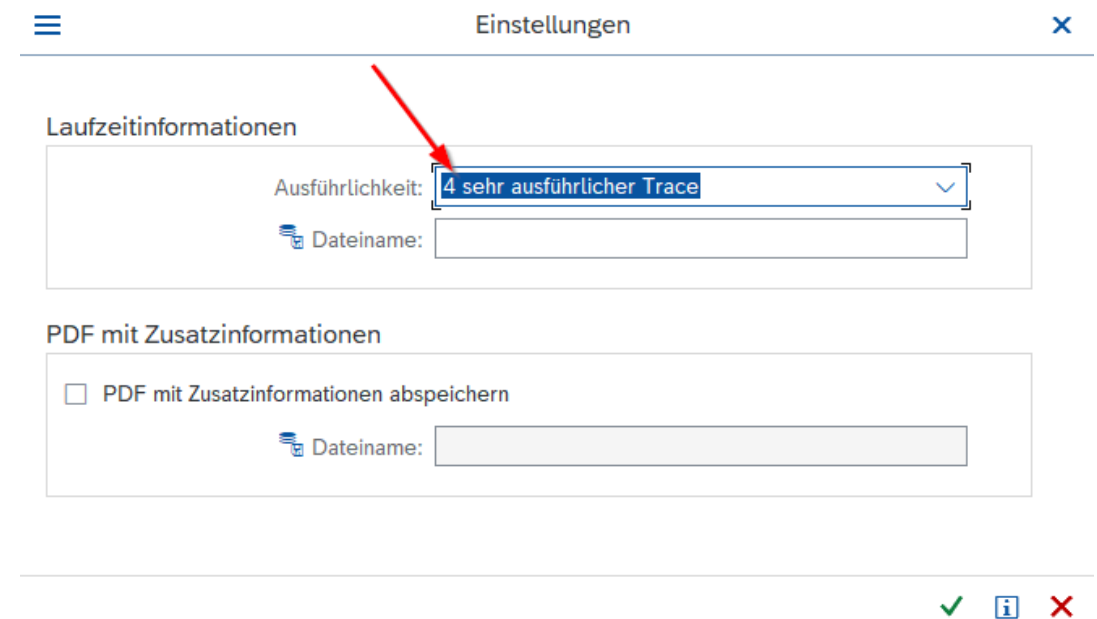 Einstellungen
Laufzeitinformationen
Ausführlichkeit: 4 sehr ausführlicher Trace
Dateiname:
PDF mit Zusatzinformationen
PDF mit Zusatzinformationen abspeichern
Dateiname: